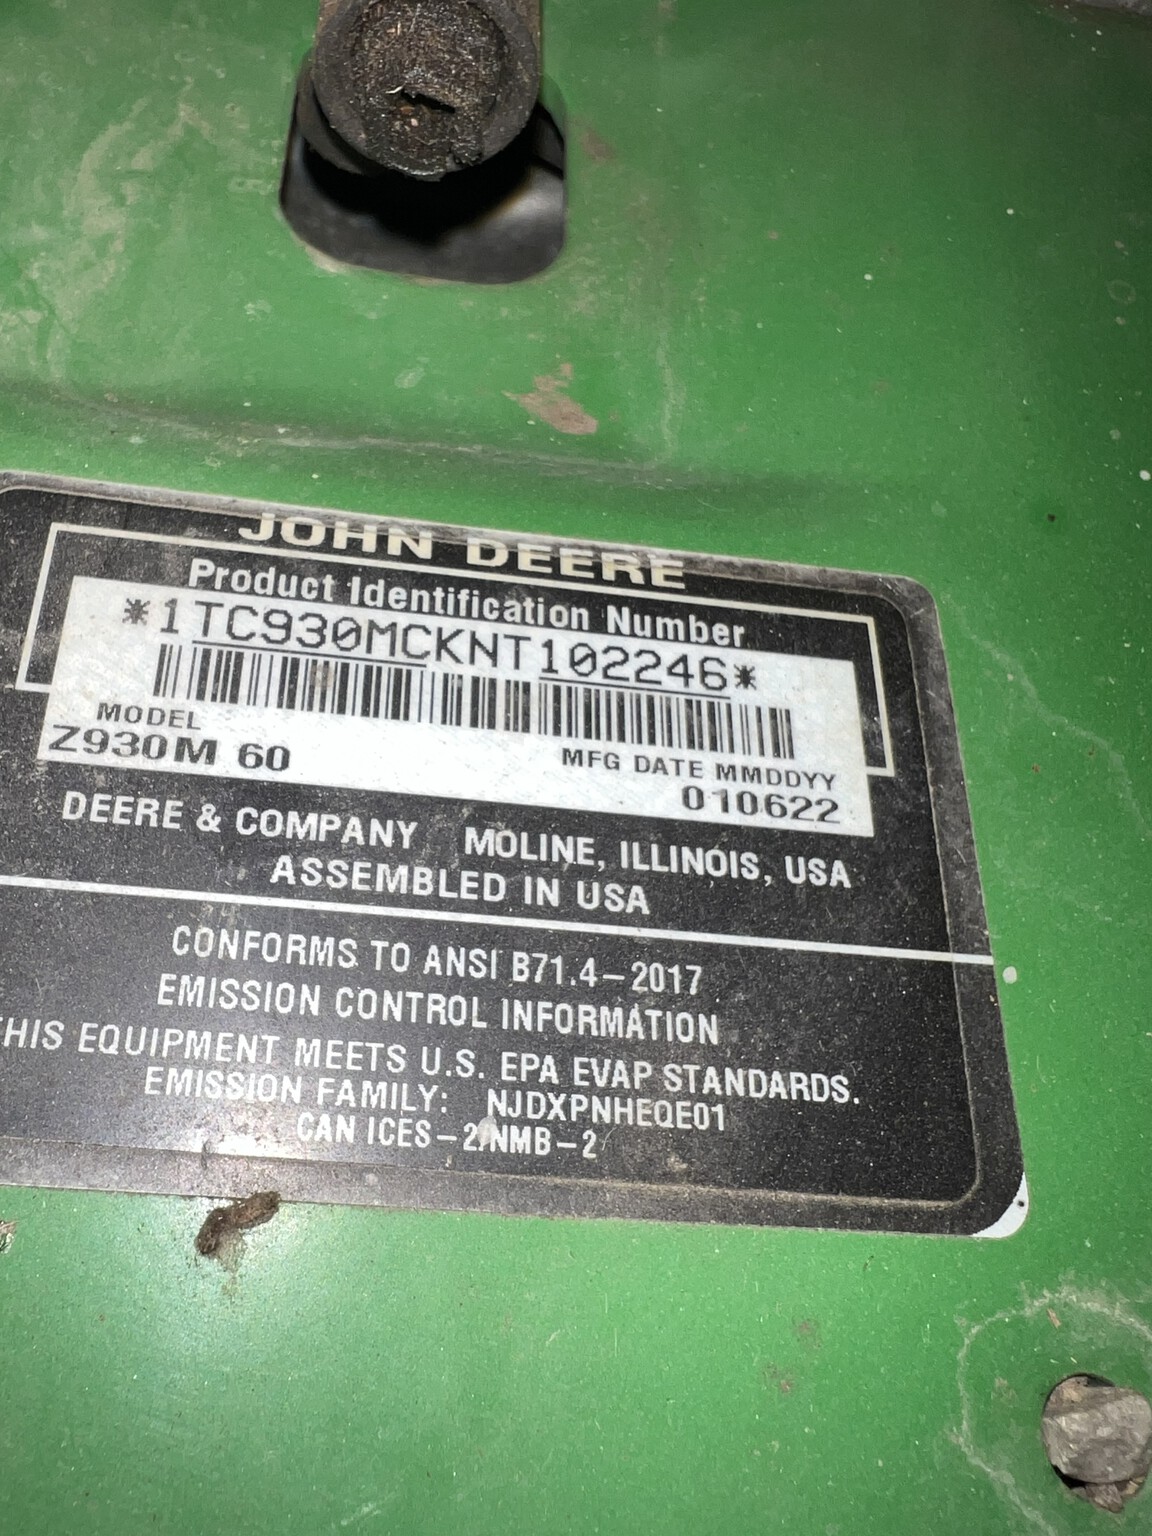 JOHN DEERE
Product Identification Number
*1TC930MCKNT102246*
MODEL
Z930M 60
MFG DATE MMDDYY
010622
DEERE & COMPANY MOLINE, ILLINOIS, USA
ASSEMBLED IN USA
CONFORMS TO ANSI B71.4-2017
EMISSION CONTROL INFORMATION
THIS EQUIPMENT MEETS U.S. EPA EVAP STANDARDS.
EMISSION FAMILY: NJDXPNHEQE01
CAN ICES-2/NMB-2